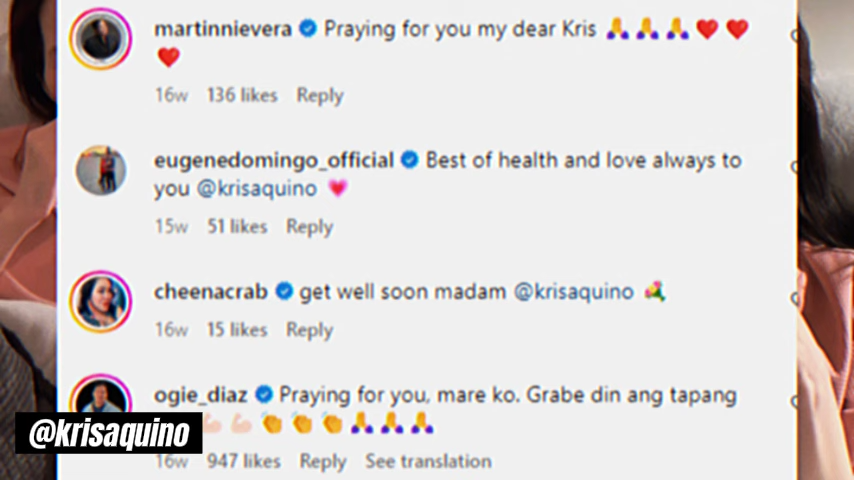 martinnievera Praying for you my dear Kris 🙏🙏🙏❤️❤️
❤️
16w 136 likes Reply
eugenedomingo_official Best of health and love always to
you @krisaquino 💗
15w 51 likes Reply
cheenacrab get well soon madam @krisaquino 💐
16w 15 likes Reply
ogie_diaz Praying for you, mare ko. Grabe din ang tapang
💪🏻💪🏻👏👏👏🙏🙏🙏
@krisaquino
16w 947 likes Reply See translation